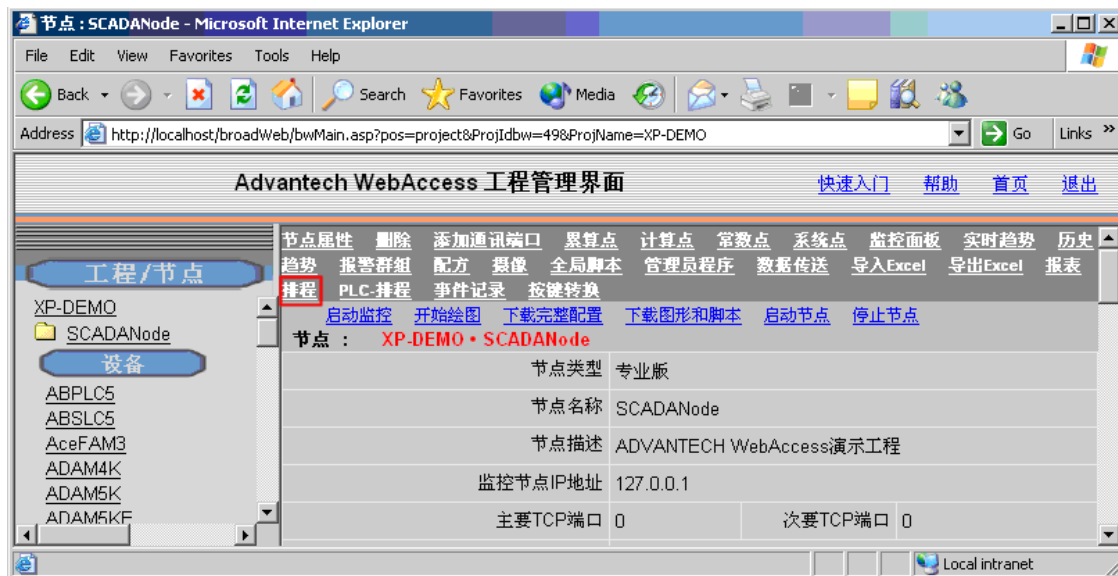 节点 : SCADANode - Microsoft Internet Explorer
File Edit View Favorites Tools Help
Back Search Favorites Media
Address http://localhost/broadWeb/bwMain.asp?pos=project&ProjIdbw=49&ProjName=XP-DEMO Go Links »
Advantech WebAccess 工程管理界面 快速入门 帮助 首页 退出
工程/节点
XP-DEMO
SCADANode
设备
ABPLC5
ABSLC5
AceFAM3
ADAM4K
ADAM5K
ADAM5KE
节点属性 删除 添加通讯端口 累算点 计算点 常数点 系统点 监控面板 实时趋势 历史
趋势 报警群组 配方 摄像 全局脚本 管理员程序 数据传送 导入Excel 导出Excel 报表
排程 PLC-排程 事件记录 按键转换
启动监控 开始绘图 下载完整配置 下载图形和脚本 启动节点 停止节点
节点 : XP-DEMO • SCADANode
节点类型 专业版
节点名称 SCADANode
节点描述 ADVANTECH WebAccess演示工程
监控节点IP地址 127.0.0.1
主要TCP端口 0 次要TCP端口 0
Local intranet